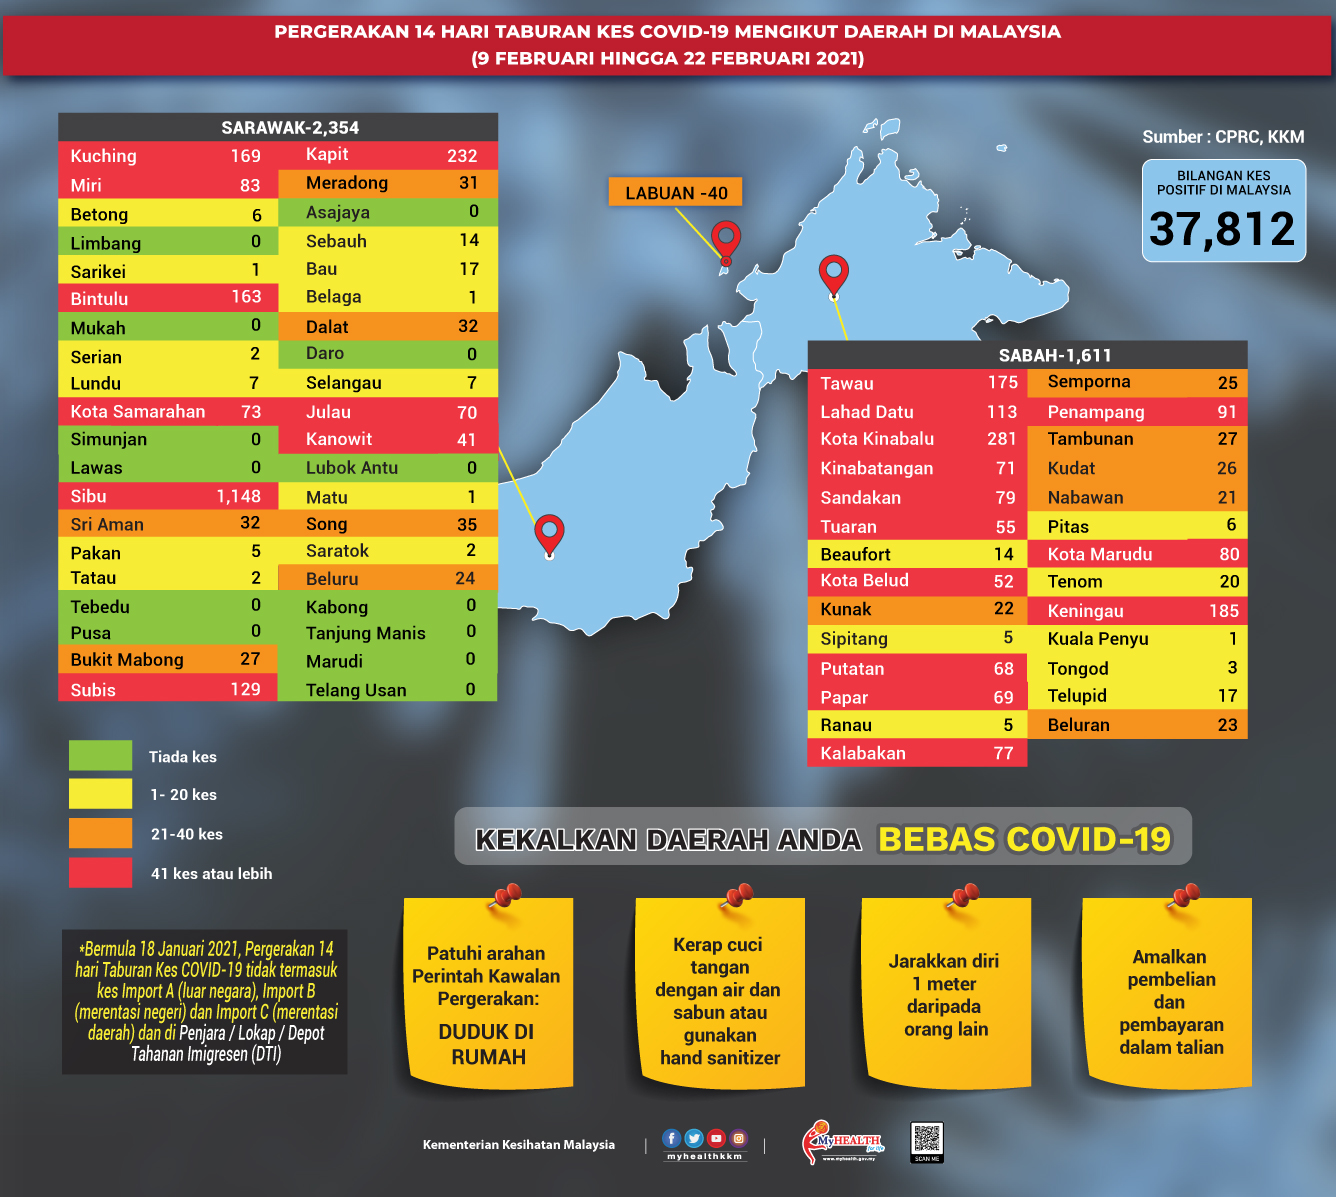 PERGERAKAN 14 HARI TABURAN KES COVID-19 MENGIKUT DAERAH DI MALAYSIA
(9 FEBRUARI HINGGA 22 FEBRUARI 2021)
SARAWAK-2,354
Kuching 169 Kapit 232
Miri 83 Meradong 31
Betong 6 Asajaya 0
Limbang 0 Sebauh 14
Sarikei 1 Bau 17
Bintulu 163 Belaga 1
Mukah 0 Dalat 32
Serian 2 Daro 0
Lundu 7 Selangau 7
Kota Samarahan 73 Julau 70
Simunjan 0 Kanowit 41
Lawas 0 Lubok Antu 0
Sibu 1,148 Matu 1
Sri Aman 32 Song 35
Pakan 5 Saratok 2
Tatau 2 Beluru 24
Tebedu 0 Kabong 0
Pusa 0 Tanjung Manis 0
Bukit Mabong 27 Marudi 0
Subis 129 Telang Usan 0
LABUAN -40
Sumber : CPRC, KKM
BILANGAN KES
POSITIF DI MALAYSIA
37,812
SABAH-1,611
Tawau 175 Semporna 25
Lahad Datu 113 Penampang 91
Kota Kinabalu 281 Tambunan 27
Kinabatangan 71 Kudat 26
Sandakan 79 Nabawan 21
Tuaran 55 Pitas 6
Beaufort 14 Kota Marudu 80
Kota Belud 52 Tenom 20
Kunak 22 Keningau 185
Sipitang 5 Kuala Penyu 1
Putatan 68 Tongod 3
Papar 69 Telupid 17
Ranau 5 Beluran 23
Kalabakan 77
Tiada kes
1- 20 kes
21-40 kes
41 kes atau lebih
*Bermula 18 Januari 2021, Pergerakan 14
hari Taburan Kes COVID-19 tidak termasuk
kes Import A (luar negara), Import B
(merentasi negeri) dan Import C (merentasi
daerah) dan di Penjara / Lokap / Depot
Tahanan Imigresen (DTI)
KEKALKAN DAERAH ANDA BEBAS COVID-19
Patuhi arahan
Perintah Kawalan
Pergerakan:
DUDUK DI
RUMAH
Kerap cuci
tangan
dengan air dan
sabun atau
gunakan
hand sanitizer
Jarakkan diri
1 meter
daripada
orang lain
Amalkan
pembelian
dan
pembayaran
dalam talian
Kementerian Kesihatan Malaysia
myhealthkkm
MyHEALTH
for life
www.myhealth.gov.my
SCAN ME